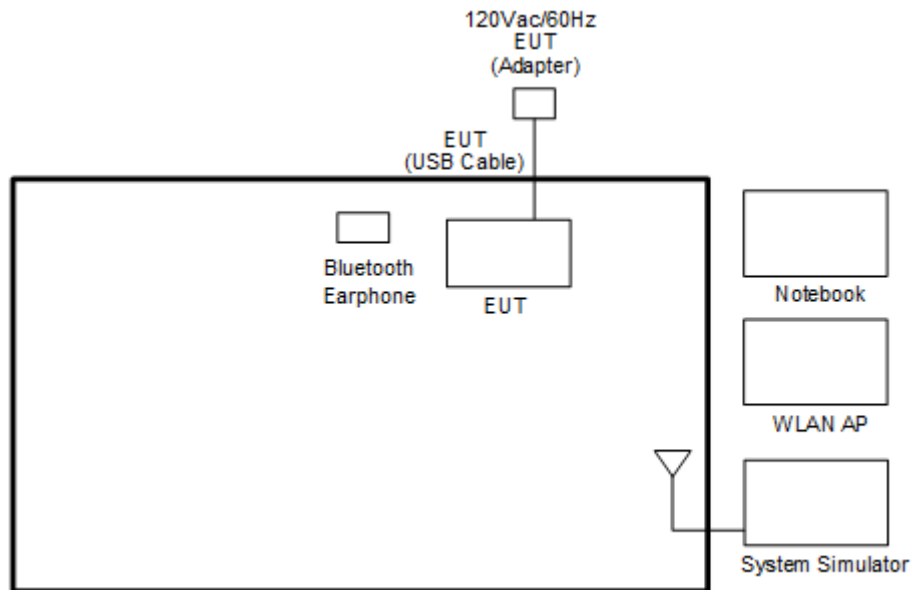 120Vac/60Hz
EUT
(Adapter)
EUT
(USB Cable)
Bluetooth
Earphone
EUT
Notebook
WLAN AP
System Simulator